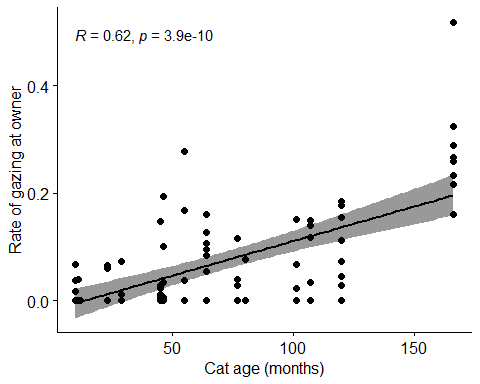 R = 0.62, p = 3.9e-10
Rate of gazing at owner
0.4
0.2
0.0
50 100 150
Cat age (months)